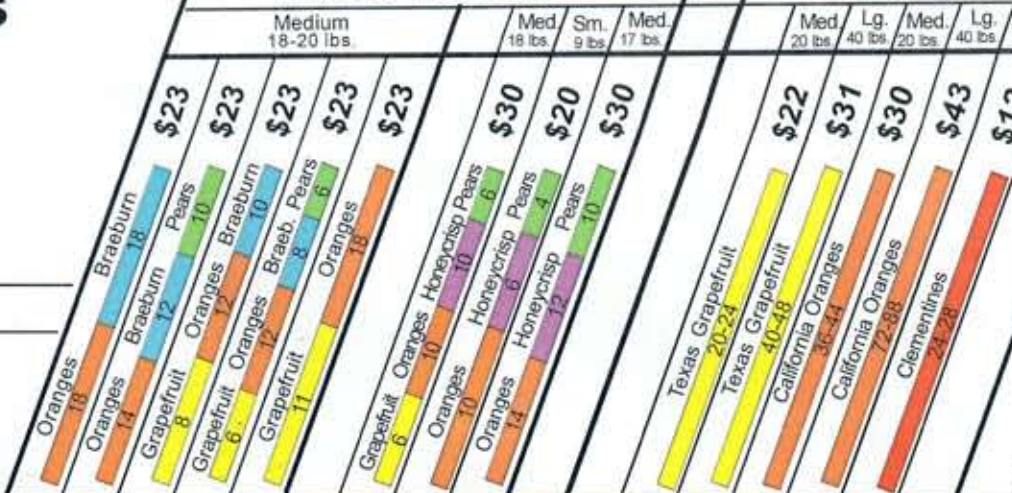 Medium
18-20 lbs.
Med.
18 lbs.
Sm.
9 lbs.
Med.
17 lbs.
Med.
20 lbs.
Lg.
40 lbs.
Med.
20 lbs.
Lg.
40 lbs.
Oranges Braeburn $23
18 18
Oranges Braeburn Pears $23
14 12 10
Grapefruit Oranges Braeburn $23
8 12 10
Grapefruit Oranges Braeb. Pears $23
6 12 8 6
Grapefruit Oranges $23
11 18
Grapefruit Oranges Honeycrisp Pears $30
6 10 10 6
Oranges Honeycrisp Pears $20
10 6 4
Oranges Honeycrisp Pears $30
14 12 10
Texas Grapefruit $22
20-24
Texas Grapefruit $31
40-48
California Oranges $30
36-44
California Oranges $43
72-88
Clementines
24-28